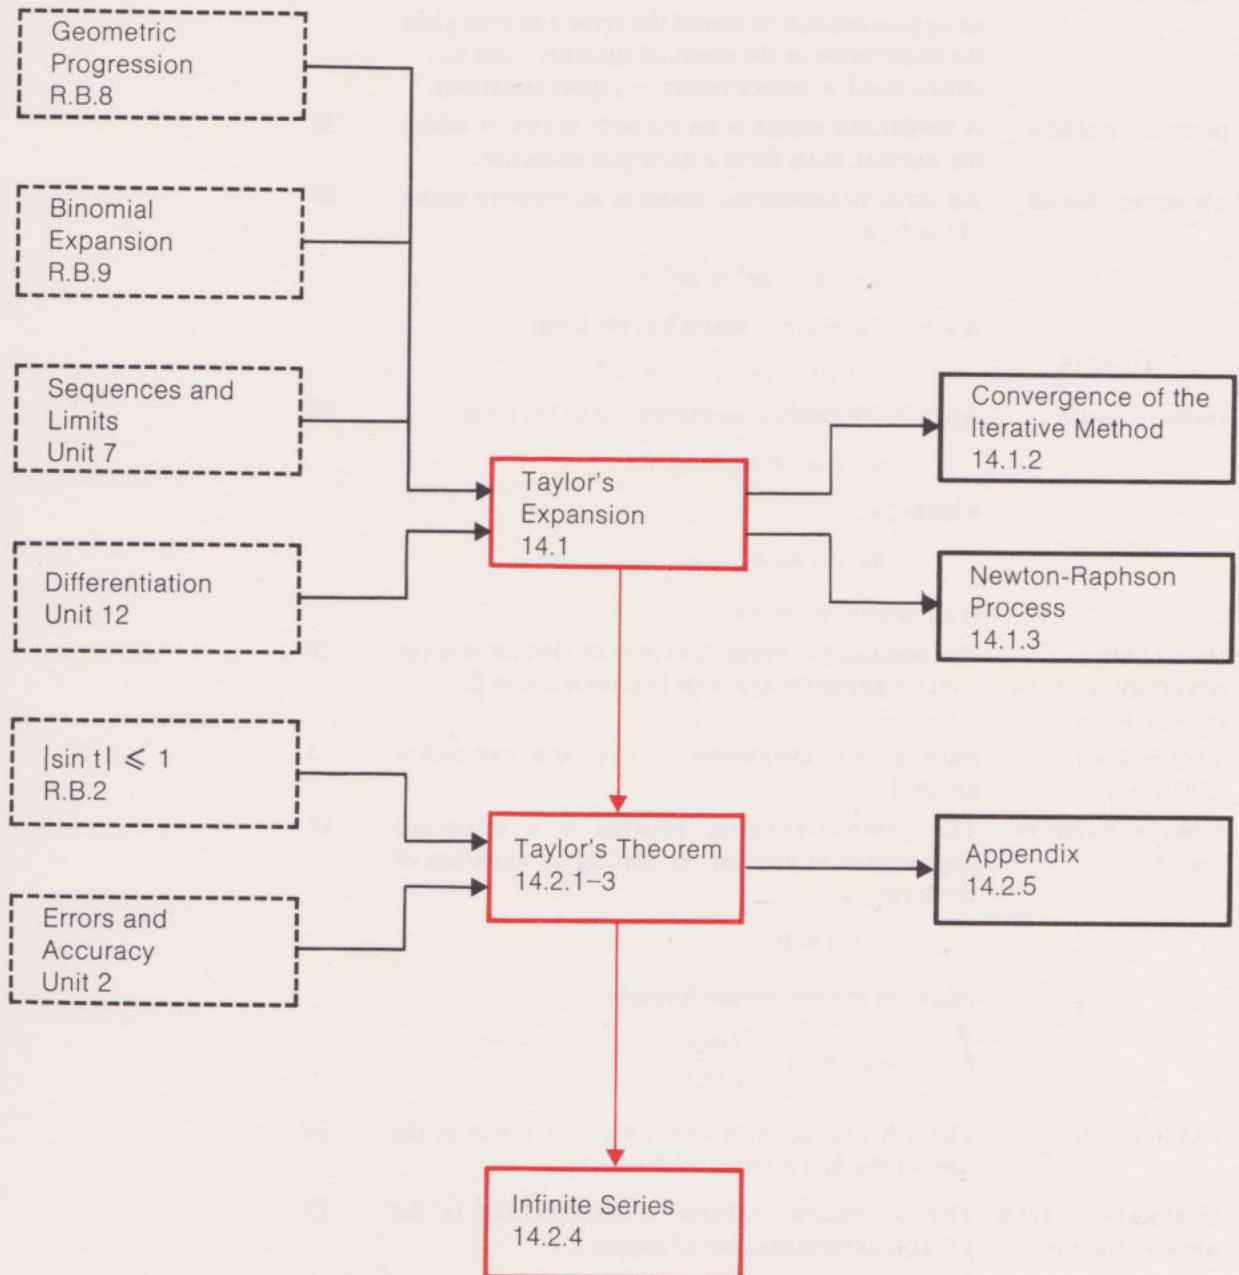 Geometric
Progression
R.B.8
Binomial
Expansion
R.B.9
Sequences and
Limits
Unit 7
Differentiation
Unit 12
|sin t| ⩽ 1
R.B.2
Errors and
Accuracy
Unit 2
Taylor's
Expansion
14.1
Taylor's Theorem
14.2.1–3
Infinite Series
14.2.4
Convergence of the
Iterative Method
14.1.2
Newton-Raphson
Process
14.1.3
Appendix
14.2.5